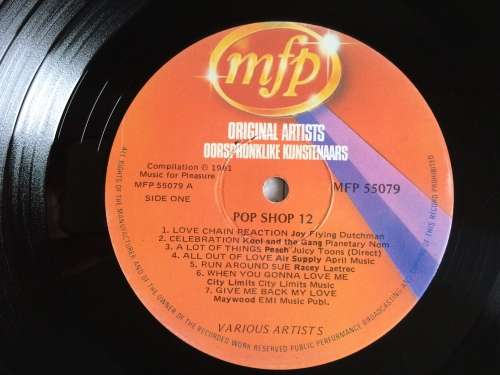 mfp
ORIGINAL ARTISTS
OORSPRONKLIKE KUNSTENAARS
Compilation © 1981
Music for Pleasure
MFP 55079 A
SIDE ONE
MFP 55079
POP SHOP 12
1. LOVE CHAIN REACTION Joy Flying Dutchman
2. CELEBRATION Kool and the Gang Planetary Nom
3. A LOT OF THINGS Peach Juicy Toons (Direct)
4. ALL OUT OF LOVE Air Supply April Music
5. RUN AROUND SUE Racey Laetrec
6. WHEN YOU GONNA LOVE ME
City Limits City Limits Music
7. GIVE ME BACK MY LOVE
Maywood EMI Music Publ.
VARIOUS ARTISTS
ALL RIGHTS OF THE MANUFACTURER AND OF THE OWNER OF THE RECORDED WORK RESERVED PUBLIC PERFORMANCE BROADCASTING AND OF THIS RECORD PROHIBITED